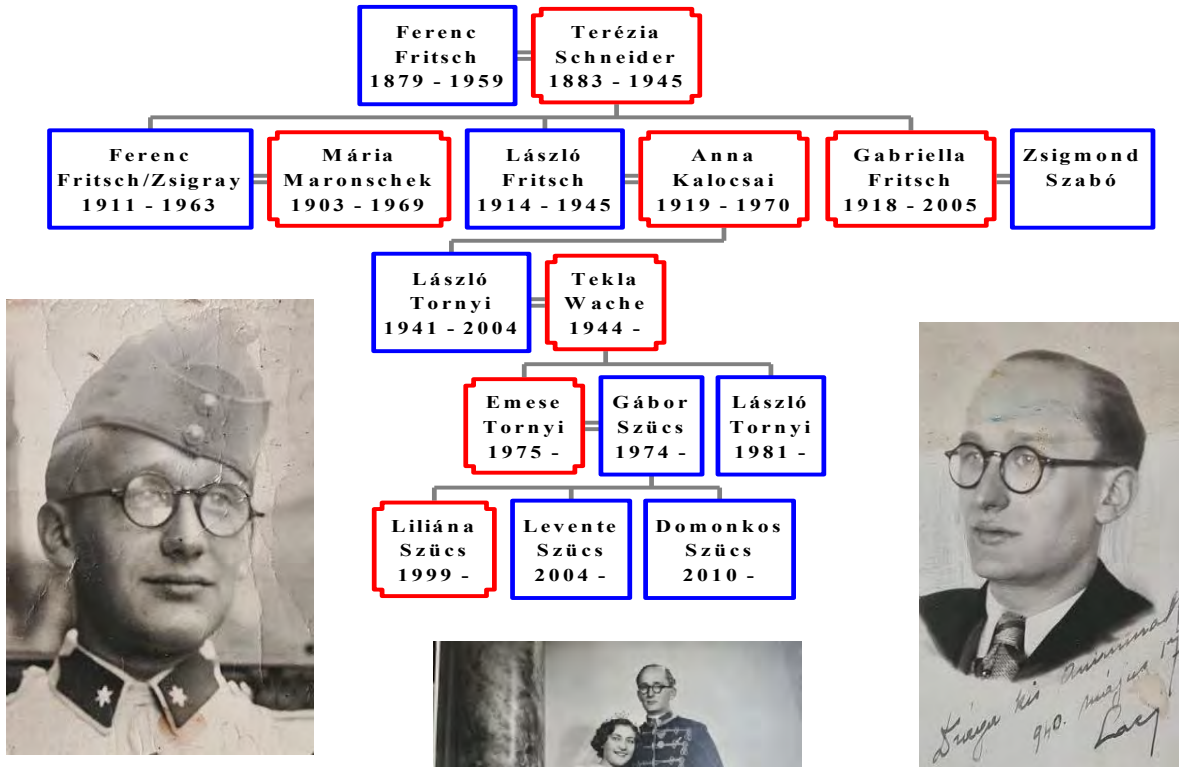 Ferenc
Fritsch
1879 - 1959
Terézia
Schneider
1883 - 1945
Ferenc
Fritsch/Zsigray
1911 - 1963
Mária
Maronschek
1903 - 1969
László
Fritsch
1914 - 1945
Anna
Kalocsai
1919 - 1970
Gabriella
Fritsch
1918 - 2005
Zsigmond
Szabó
László
Tornyi
1941 - 2004
Tekla
Wache
1944 -
Emese
Tornyi
1975 -
Gábor
Szücs
1974 -
László
Tornyi
1981 -
Liliána
Szücs
1999 -
Levente
Szücs
2004 -
Domonkos
Szücs
2010 -
kis
940. május 17